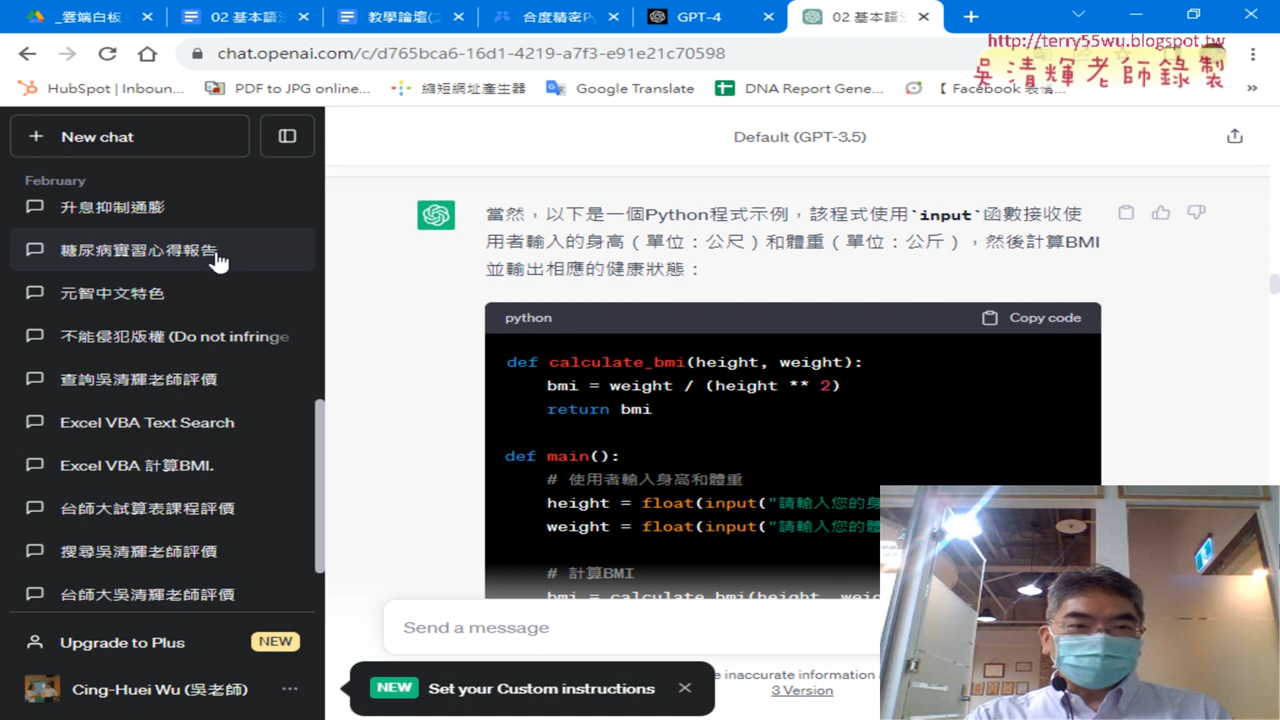 _雲端白板
02 基本語
教學論壇(
合度精密Py
GPT-4
02 基本語
chat.openai.com/c/d765bca6-16d1-4219-a7f3-e91e21c70598
http://terry55wu.blogspot.tw
吳清輝老師錄製
HubSpot | Inboun...
PDF to JPG online...
縮短網址產生器
Google Translate
DNA Report Gene...
【 Facebook 表情...
New chat
Default (GPT-3.5)
February
升息抑制通膨
糖尿病實習心得報告
元智中文特色
不能侵犯版權 (Do not infringe
查詢吳清輝老師評價
Excel VBA Text Search
Excel VBA 計算BMI.
台師大試算表課程評價
搜尋吳清輝老師評價
台師大吳清輝老師評價
Upgrade to Plus
NEW
Cing-Huei Wu (吳老師)
當然，以下是一個Python程式示例，該程式使用`input`函數接收使
用者輸入的身高（單位：公尺）和體重（單位：公斤），然後計算BMI
並輸出相應的健康狀態：
python
Copy code
def calculate_bmi(height, weight):
bmi = weight / (height ** 2)
return bmi
def main():
# 使用者輸入身高和體重
height = float(input("請輸入您的身
weight = float(input("請輸入您的體
# 計算BMI
bmi = calculate_bmi(height, weig
Send a message
NEW Set your Custom instructions
e inaccurate information
3 Version